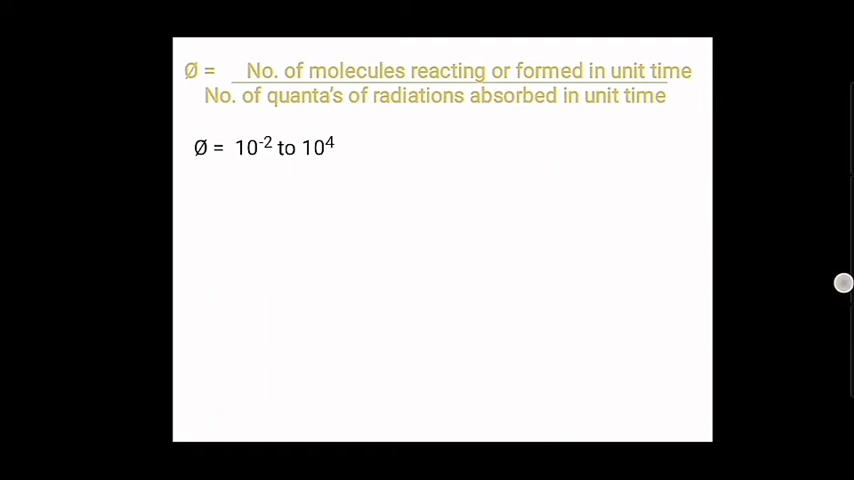 Ø = No. of molecules reacting or formed in unit time
No. of quanta's of radiations absorbed in unit time
Ø = 10⁻² to 10⁴